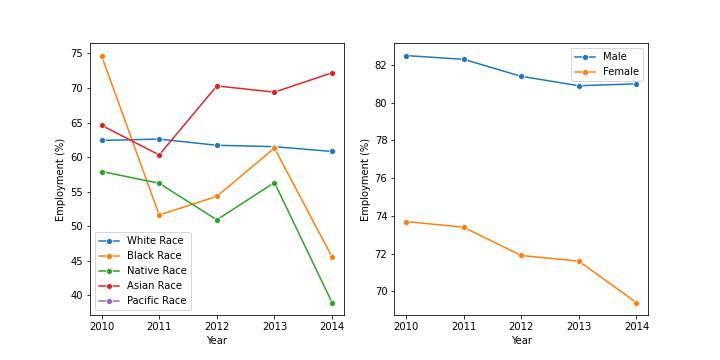 75
70
65
60
55
50
45
40
Employment (%)
2010 2011 2012 2013 2014
Year
White Race
Black Race
Native Race
Asian Race
Pacific Race
82
80
78
76
74
72
70
Employment (%)
2010 2011 2012 2013 2014
Year
Male
Female